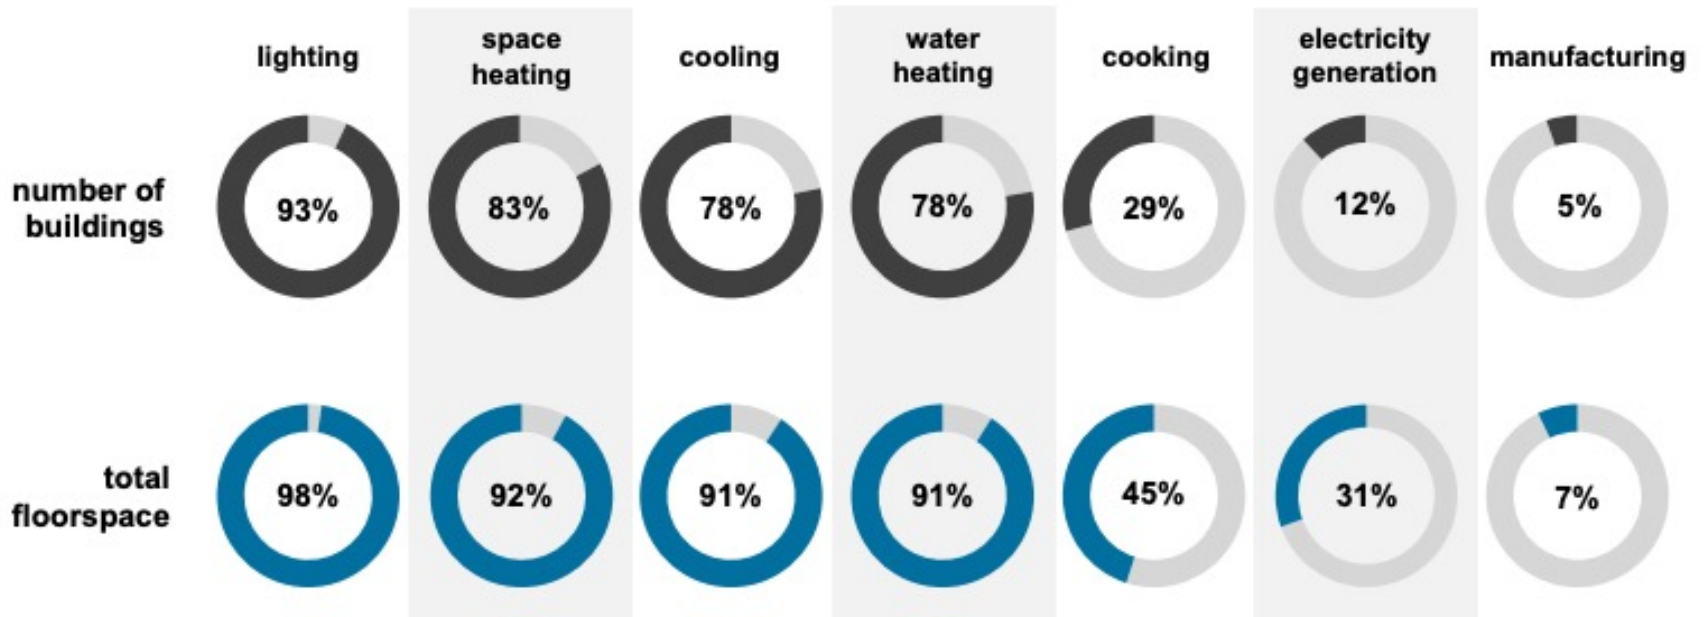 lighting
space
heating
cooling
water
heating
cooking
electricity
generation
manufacturing
number of
buildings
93%
83%
78%
78%
29%
12%
5%
total
floorspace
98%
92%
91%
91%
45%
31%
7%